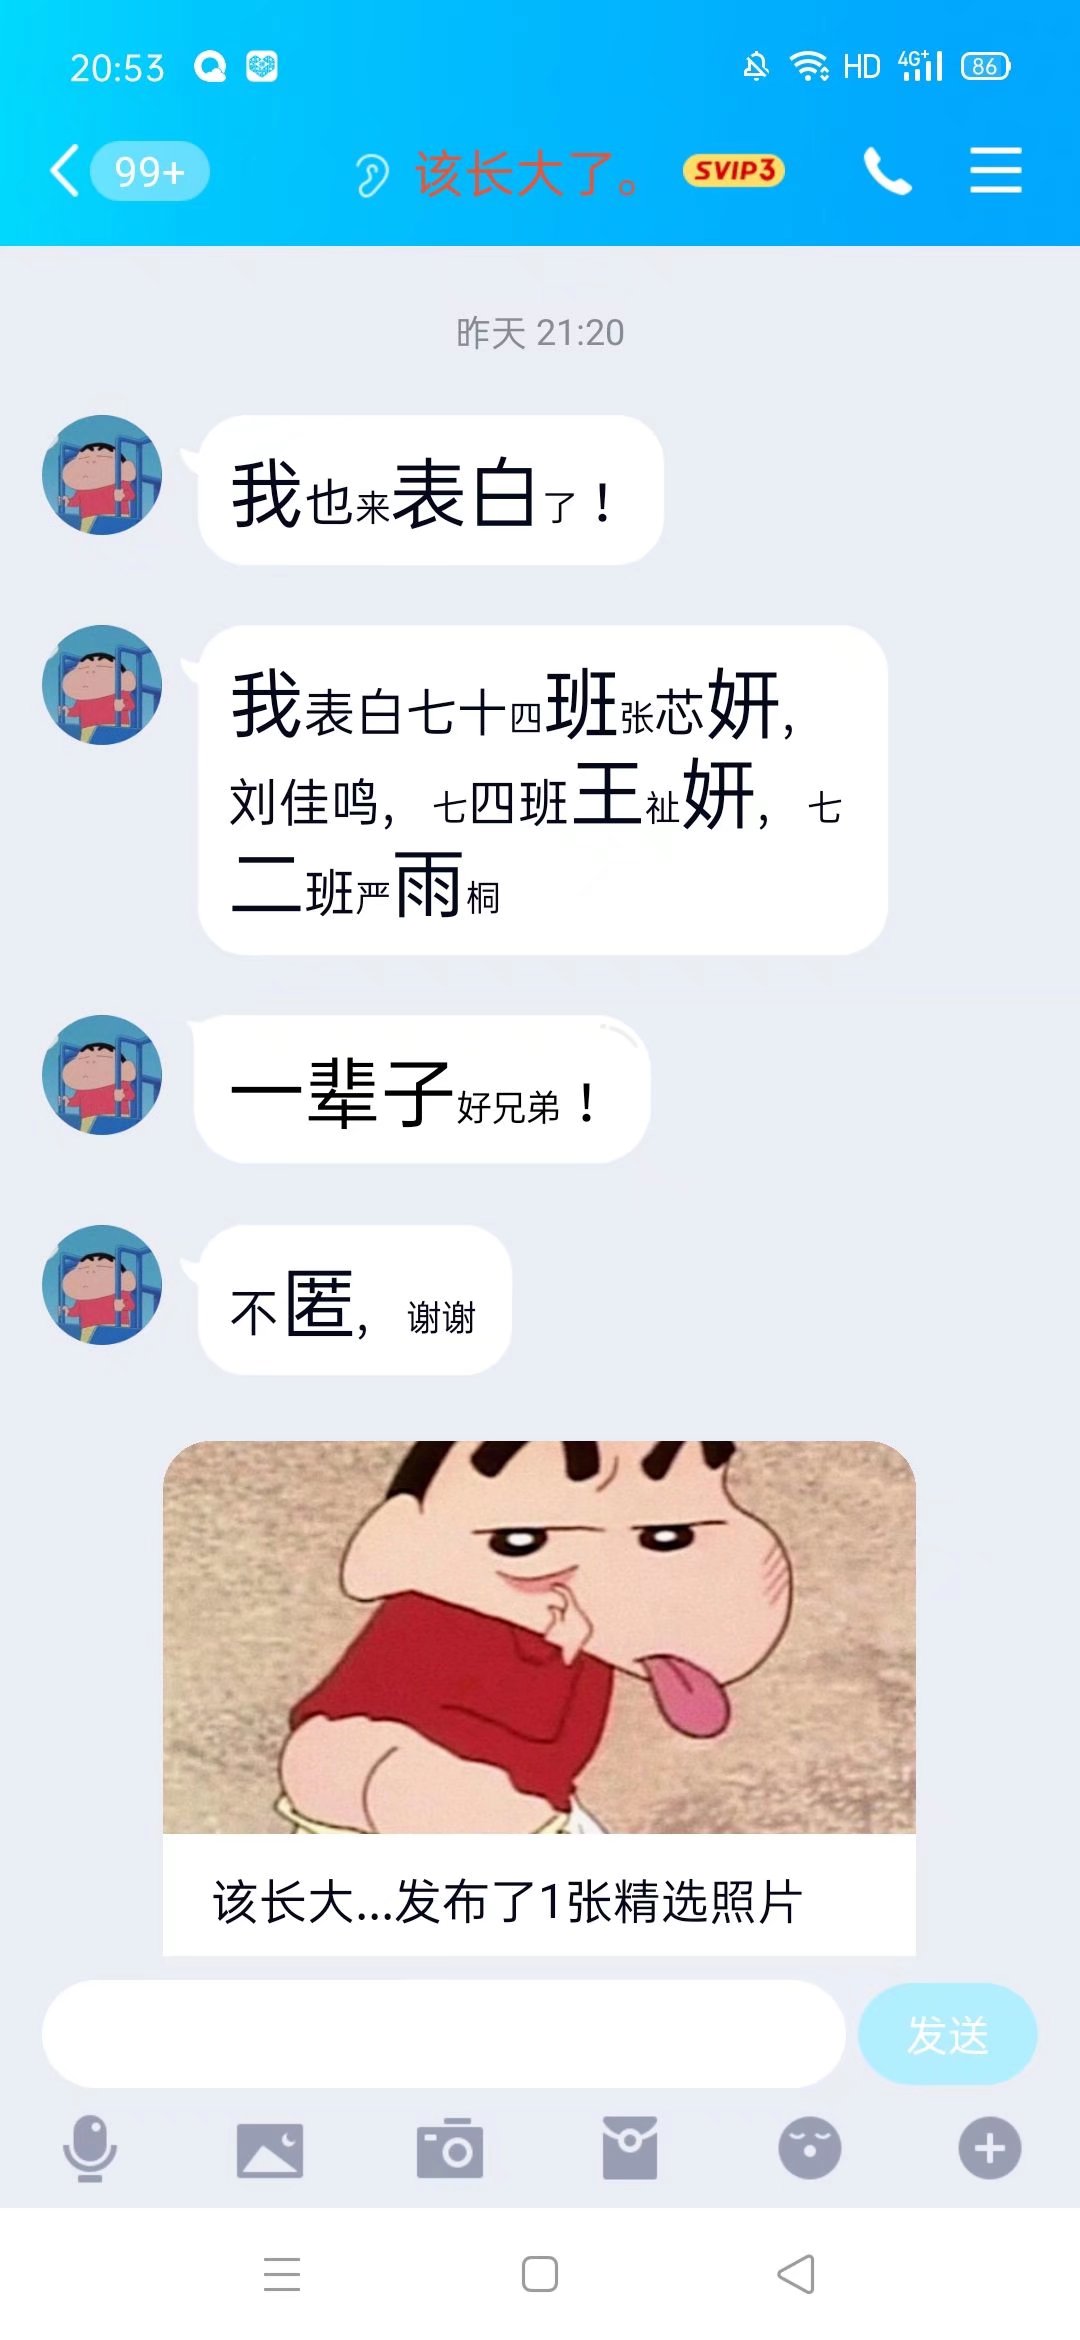 20:53 HD 4G+ 86
99+ 该长大了。 SVIP3
昨天 21:20
我也来表白了！
我表白七十四班张芯妍，
刘佳鸣，七四班王祉妍，七
二班严雨桐
一辈子好兄弟！
不匿，谢谢
该长大...发布了1张精选照片
发送